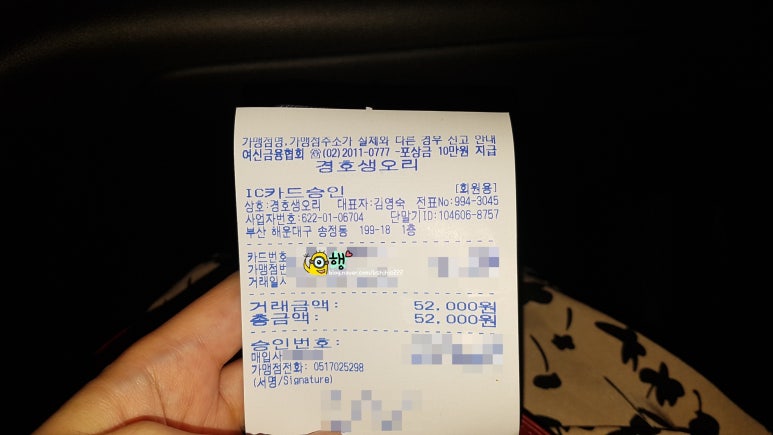 가맹점명,가맹점주소가 실제와 다른 경우 신고 안내
여신금융협회 ☎(02)2011-0777 -포상금 10만원 지급
경호생오리
IC카드승인 [회원용]
상호:경호생오리 대표자:김영숙 전표No:994-3045
사업자번호:622-01-06704 단말기ID:104606-8757
부산 해운대구 송정동 199-18 1층
카드번호
가맹점번
거래일시
행
거래금액: 52,000원
총금액: 52,000원
승인번호:
매입사
가맹점전화: 0517025298
(서명/Signature)